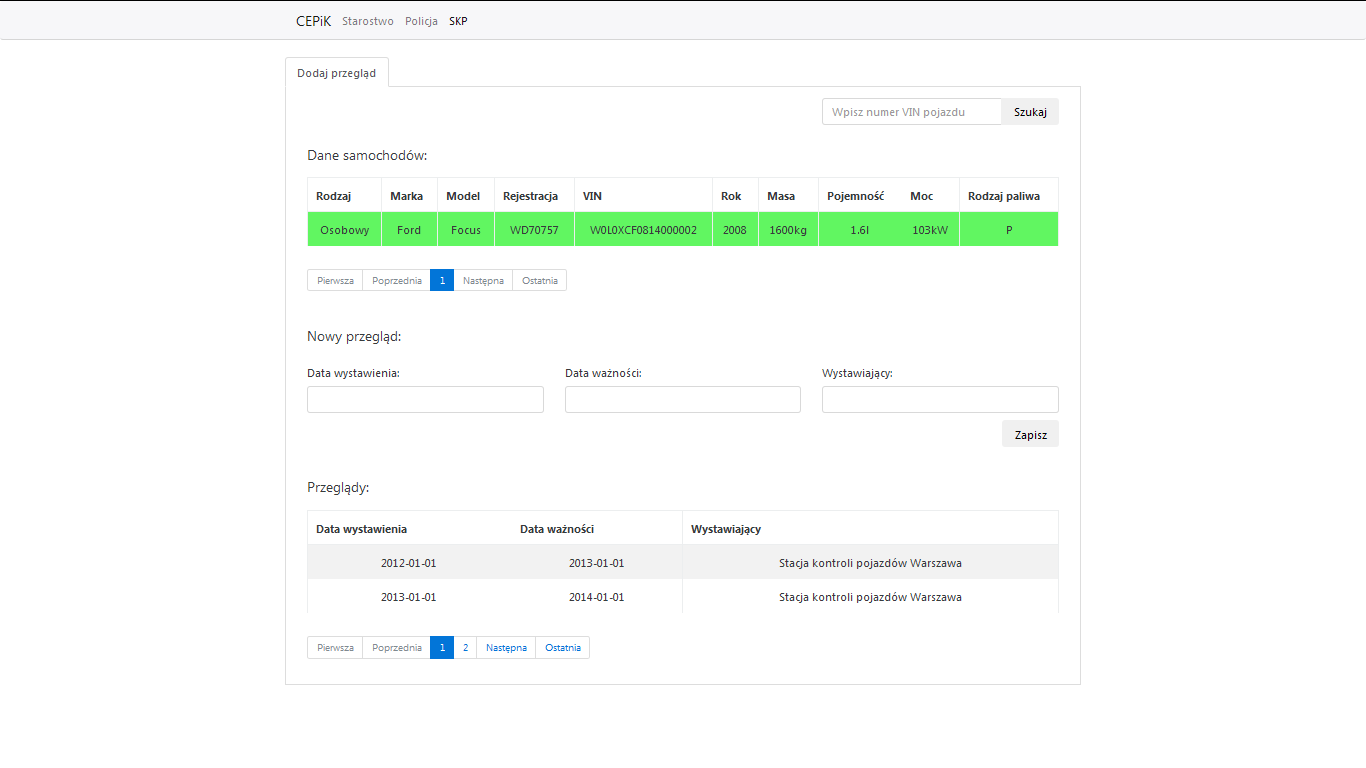 CEPiK Starostwo Policja SKP
Dodaj przegląd
Wpisz numer VIN pojazdu Szukaj
Dane samochodów:
Rodzaj Marka Model Rejestracja VIN Rok Masa Pojemność Moc Rodzaj paliwa
Osobowy Ford Focus WD70757 W0L0XCF0814000002 2008 1600kg 1.6l 103kW P
Pierwsza Poprzednia 1 Następna Ostatnia
Nowy przegląd:
Data wystawienia: Data ważności: Wystawiający:
Zapisz
Przeglądy:
Data wystawienia Data ważności Wystawiający
2012-01-01 2013-01-01 Stacja kontroli pojazdów Warszawa
2013-01-01 2014-01-01 Stacja kontroli pojazdów Warszawa
Pierwsza Poprzednia 1 2 Następna Ostatnia